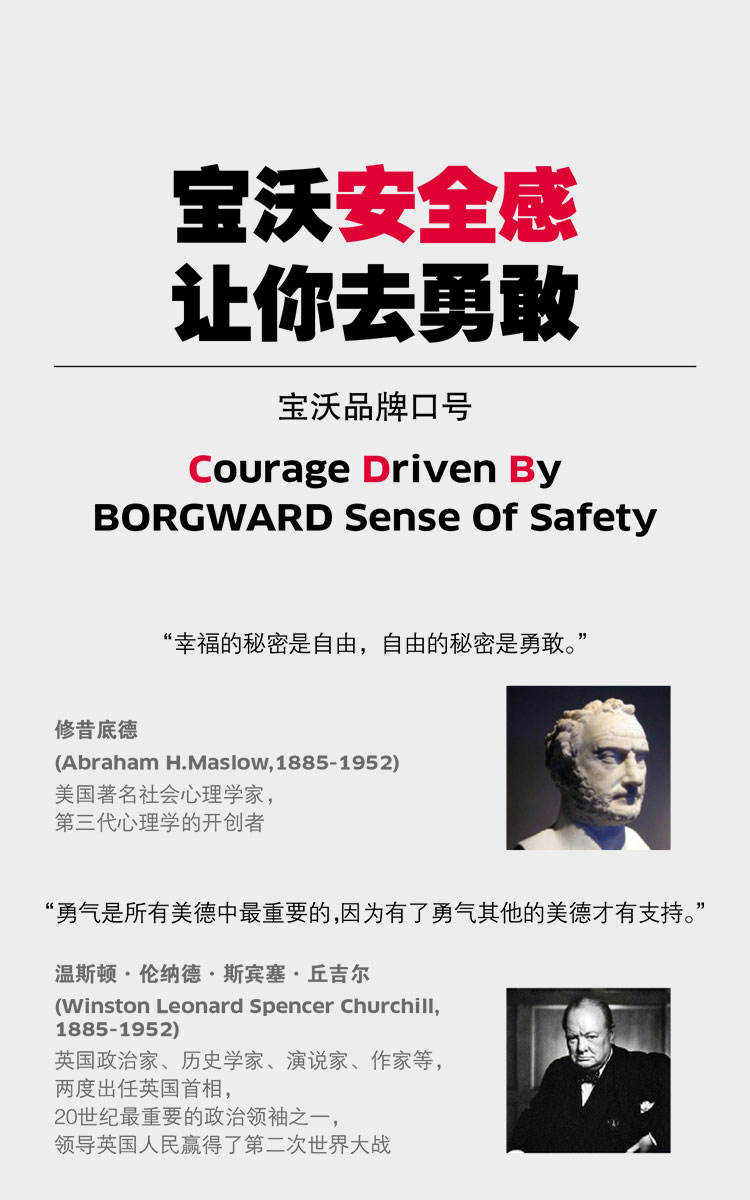 宝沃安全感
让你去勇敢
宝沃品牌口号
Courage Driven By
BORGWARD Sense Of Safety
“幸福的秘密是自由，自由的秘密是勇敢。”
修昔底德
(Abraham H.Maslow,1885-1952)
美国著名社会心理学家，
第三代心理学的开创者
“勇气是所有美德中最重要的,因为有了勇气其他的美德才有支持。”
温斯顿·伦纳德·斯宾塞·丘吉尔
(Winston Leonard Spencer Churchill,
1885-1952)
英国政治家、历史学家、演说家、作家等，
两度出任英国首相，
20世纪最重要的政治领袖之一，
领导英国人民赢得了第二次世界大战